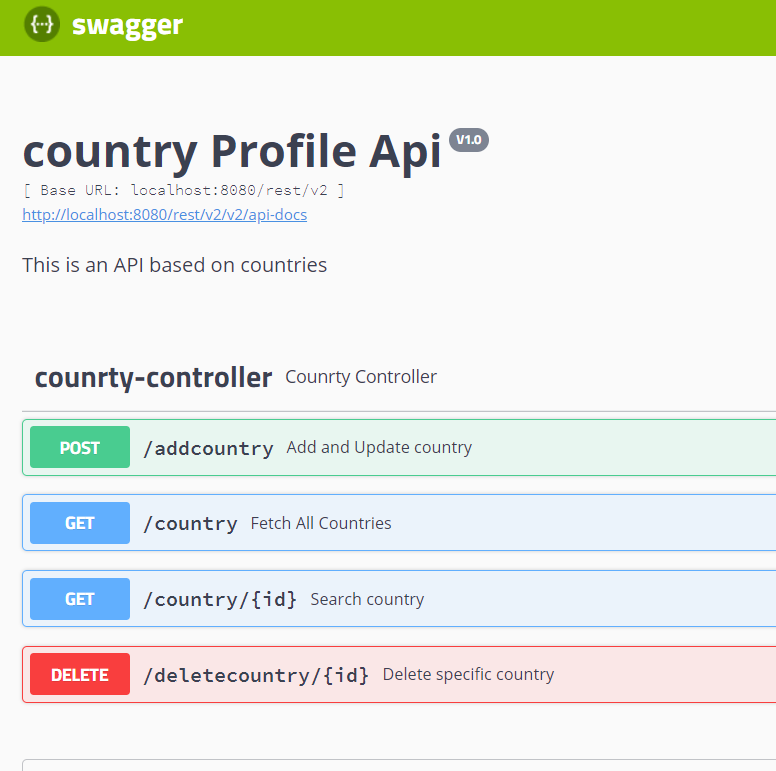 {···} swagger
country Profile Api V1.0
[ Base URL: localhost:8080/rest/v2 ]
http://localhost:8080/rest/v2/v2/api-docs
This is an API based on countries
counrty-controller Counrty Controller
POST /addcountry Add and Update country
GET /country Fetch All Countries
GET /country/{id} Search country
DELETE /deletecountry/{id} Delete specific country